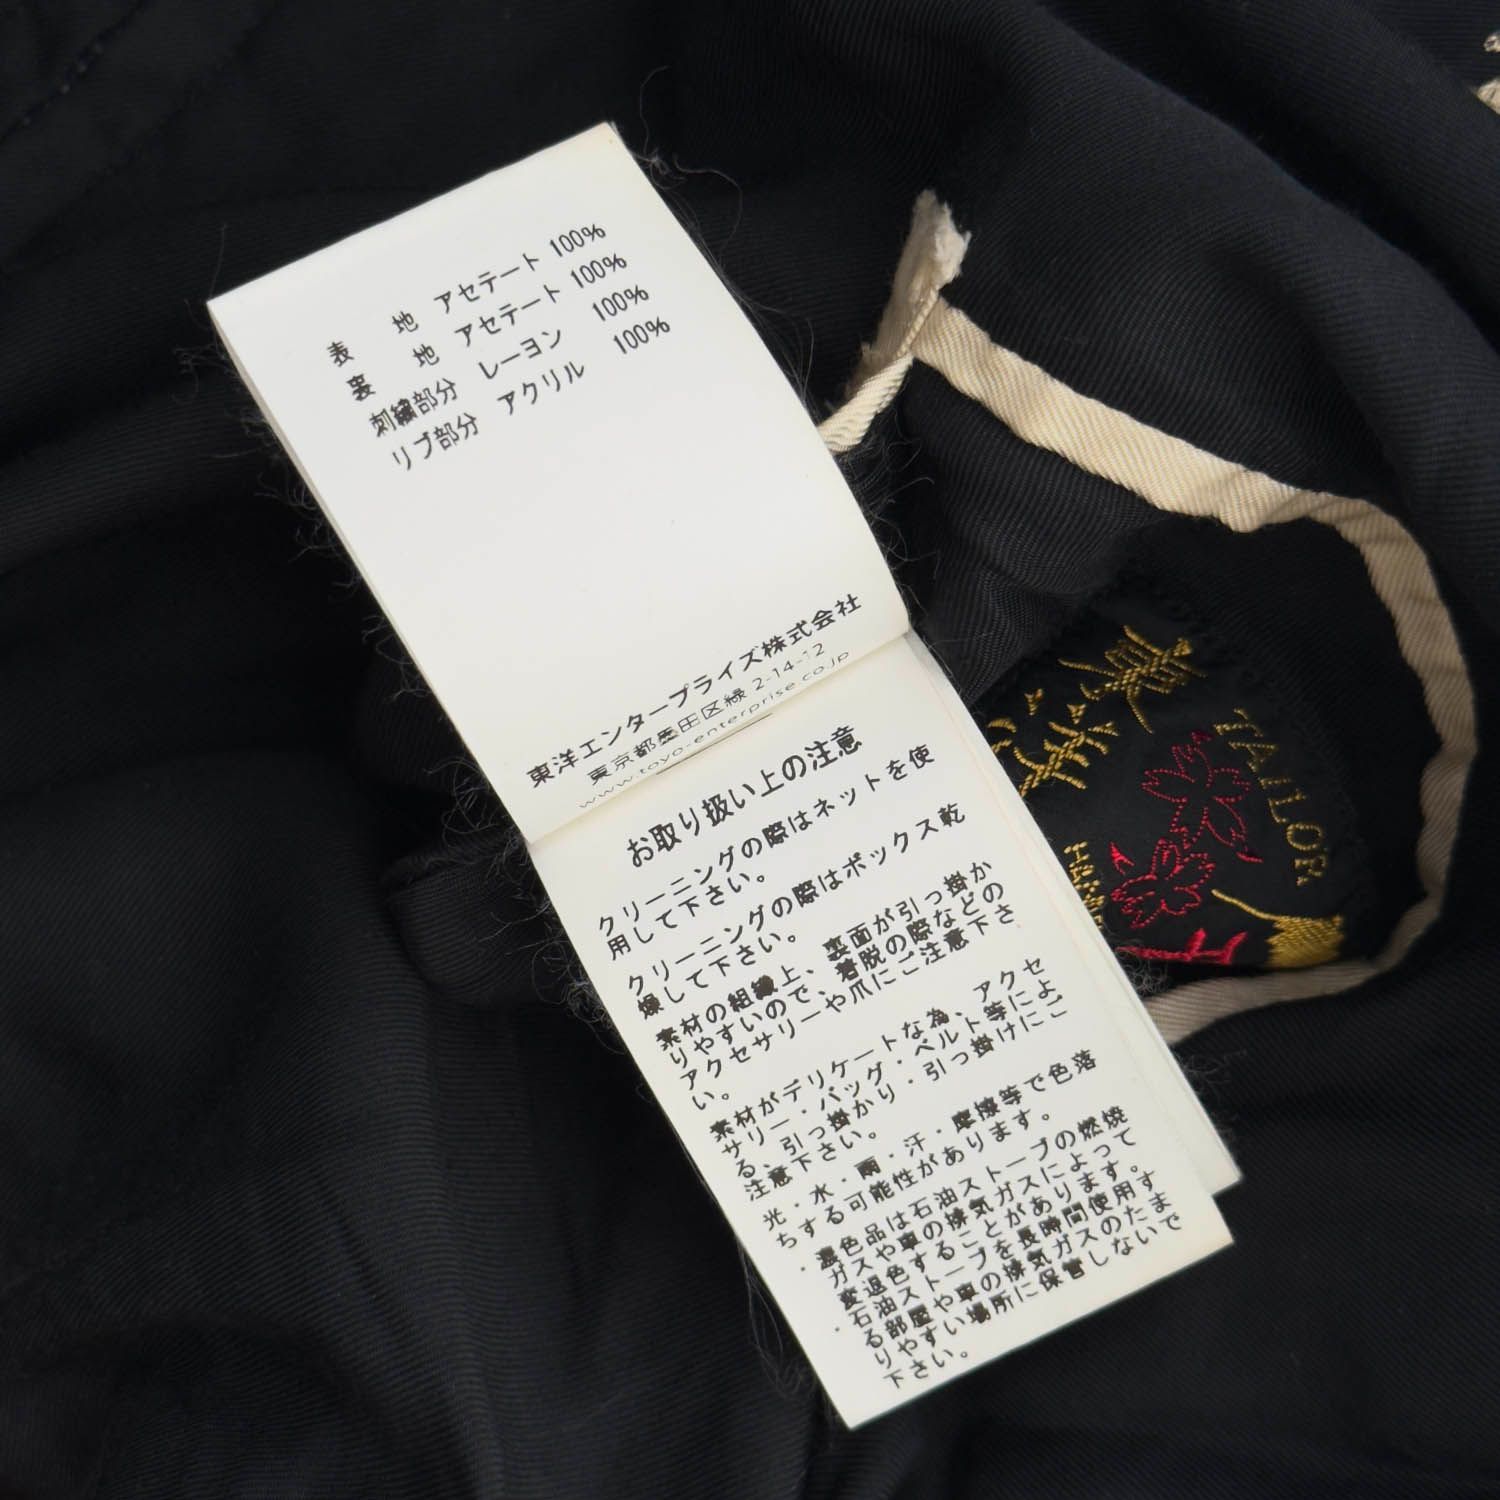 表 地 アセテート 100%
裏 地 アセテート 100%
刺繍部分 レーヨン 100%
リブ部分 アクリル 100%
東洋エンタープライズ株式会社
東京都墨田区緑 2-14-12
www.toyo-enterprise.co.jp
お取り扱い上の注意
クリーニングの際はネットを使
用して下さい。
クリーニングの際はボックス乾
燥して下さい。
素材の組織上、裏面が引っ掛か
りやすいので、着脱の際などの
アクセサリーや爪にご注意下さ
い。
素材がデリケートな為、アクセ
サリー・バッグ・ベルト等によ
る、引っ掛かり・引っ掛けにご
注意下さい。
光・水・雨・汗・摩擦等で色落
ちする可能性があります。
・濃色品は石油ストーブの燃焼
ガスや車の排気ガスによって
変退色することがあります。
・石油ストーブを長時間使用す
る部屋や車の排気ガスのたま
りやすい場所に保管しないで
下さい。
東洋
TAILOR